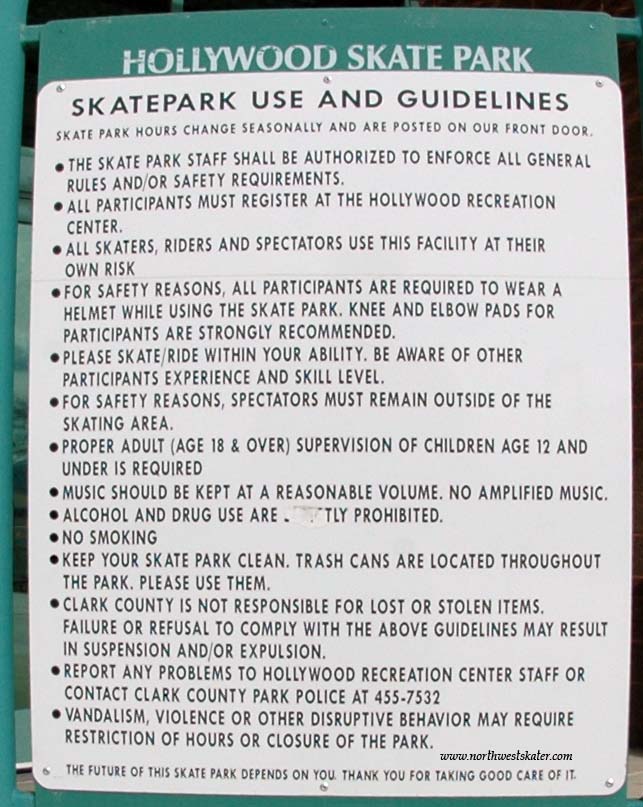 HOLLYWOOD SKATE PARK
SKATEPARK USE AND GUIDELINES
SKATE PARK HOURS CHANGE SEASONALLY AND ARE POSTED ON OUR FRONT DOOR.
• THE SKATE PARK STAFF SHALL BE AUTHORIZED TO ENFORCE ALL GENERAL
RULES AND/OR SAFETY REQUIREMENTS.
• ALL PARTICIPANTS MUST REGISTER AT THE HOLLYWOOD RECREATION
CENTER.
• ALL SKATERS, RIDERS AND SPECTATORS USE THIS FACILITY AT THEIR
OWN RISK
• FOR SAFETY REASONS, ALL PARTICIPANTS ARE REQUIRED TO WEAR A
HELMET WHILE USING THE SKATE PARK. KNEE AND ELBOW PADS FOR
PARTICIPANTS ARE STRONGLY RECOMMENDED.
• PLEASE SKATE/RIDE WITHIN YOUR ABILITY. BE AWARE OF OTHER
PARTICIPANTS EXPERIENCE AND SKILL LEVEL.
• FOR SAFETY REASONS, SPECTATORS MUST REMAIN OUTSIDE OF THE
SKATING AREA.
• PROPER ADULT (AGE 18 & OVER) SUPERVISION OF CHILDREN AGE 12 AND
UNDER IS REQUIRED
• MUSIC SHOULD BE KEPT AT A REASONABLE VOLUME. NO AMPLIFIED MUSIC.
• ALCOHOL AND DRUG USE ARE TLY PROHIBITED.
• NO SMOKING
• KEEP YOUR SKATE PARK CLEAN. TRASH CANS ARE LOCATED THROUGHOUT
THE PARK. PLEASE USE THEM.
• CLARK COUNTY IS NOT RESPONSIBLE FOR LOST OR STOLEN ITEMS.
FAILURE OR REFUSAL TO COMPLY WITH THE ABOVE GUIDELINES MAY RESULT
IN SUSPENSION AND/OR EXPULSION.
• REPORT ANY PROBLEMS TO HOLLYWOOD RECREATION CENTER STAFF OR
CONTACT CLARK COUNTY PARK POLICE AT 455-7532
• VANDALISM, VIOLENCE OR OTHER DISRUPTIVE BEHAVIOR MAY REQUIRE
RESTRICTION OF HOURS OR CLOSURE OF THE PARK.
www.northwestskater.com
THE FUTURE OF THIS SKATE PARK DEPENDS ON YOU. THANK YOU FOR TAKING GOOD CARE OF IT.